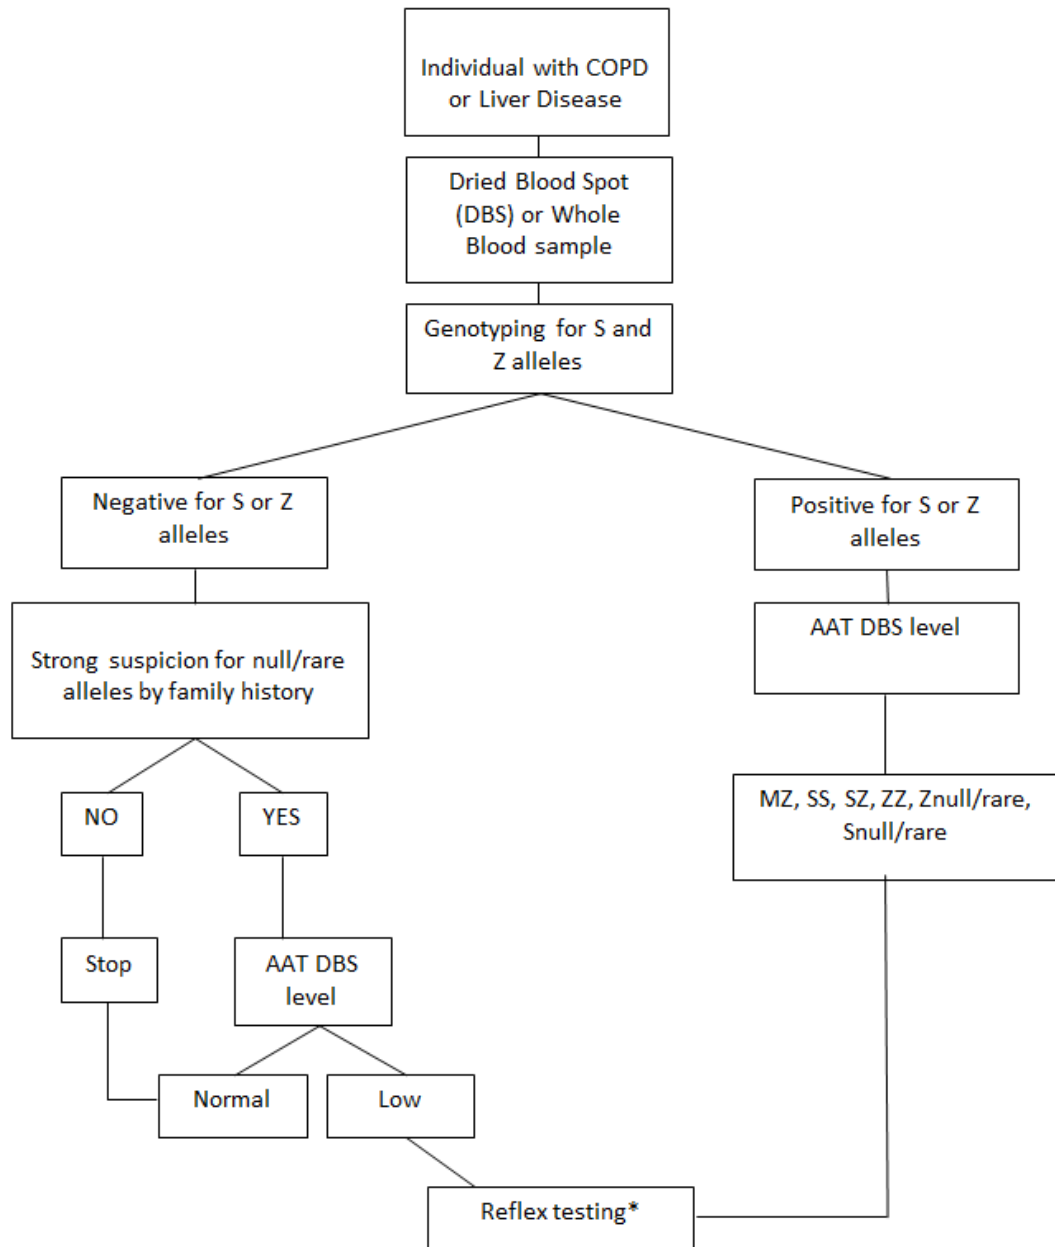 Individual with COPD
or Liver Disease
Dried Blood Spot
(DBS) or Whole
Blood sample
Genotyping for S and
Z alleles
Negative for S or Z
alleles
Positive for S or Z
alleles
Strong suspicion for null/rare
alleles by family history
AAT DBS level
NO
YES
MZ, SS, SZ, ZZ, Znull/rare,
Snull/rare
Stop
AAT DBS
level
Normal
Low
Reflex testing*